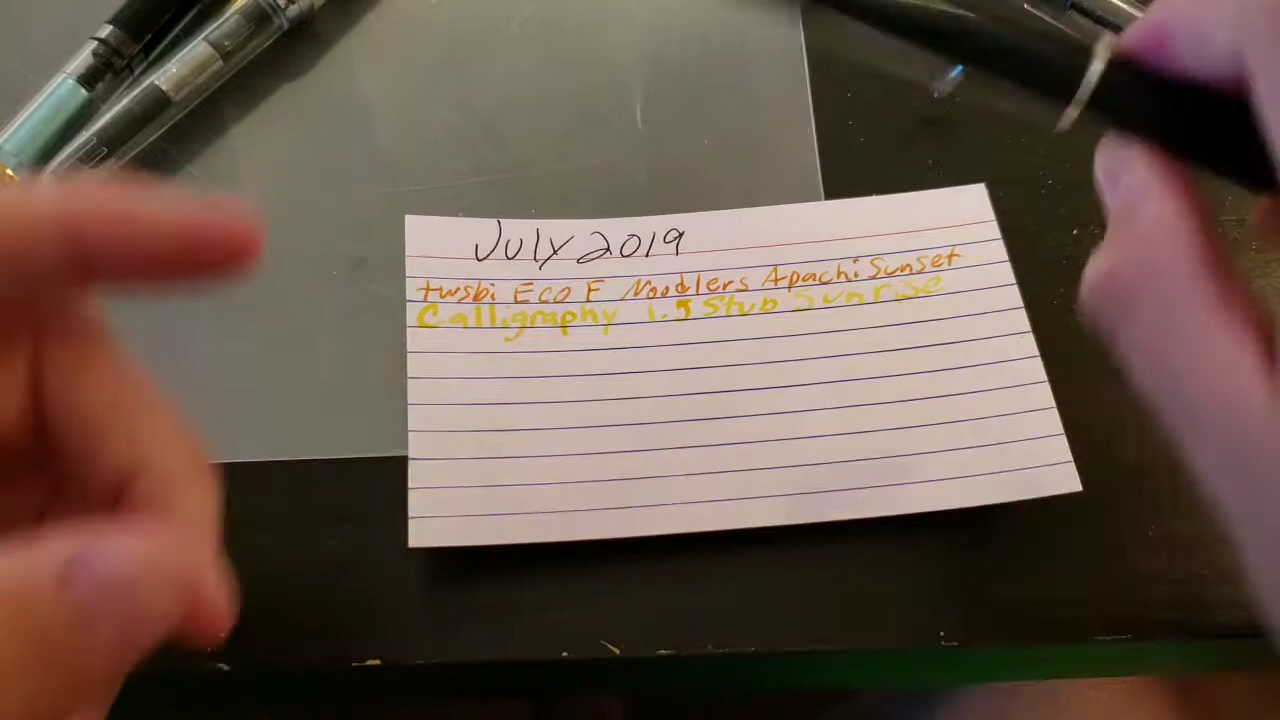 July 2019
twsbi Eco F Noodlers Apachi Sunset
Calligraphy 1.5 Stub Sunrise